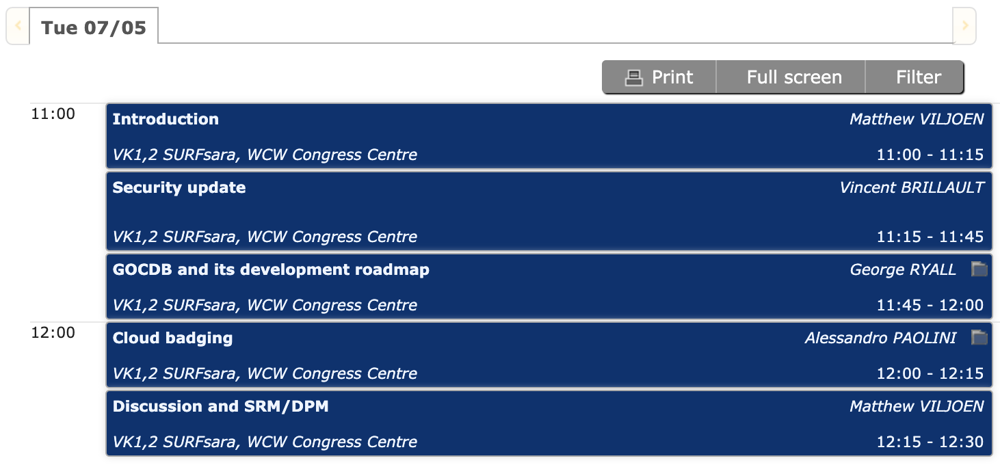 Tue 07/05
Print Full screen Filter
11:00
Introduction Matthew VILJOEN
VK1,2 SURFsara, WCW Congress Centre 11:00 - 11:15
Security update Vincent BRILLAULT
VK1,2 SURFsara, WCW Congress Centre 11:15 - 11:45
GOCDB and its development roadmap George RYALL
VK1,2 SURFsara, WCW Congress Centre 11:45 - 12:00
12:00
Cloud badging Alessandro PAOLINI
VK1,2 SURFsara, WCW Congress Centre 12:00 - 12:15
Discussion and SRM/DPM Matthew VILJOEN
VK1,2 SURFsara, WCW Congress Centre 12:15 - 12:30